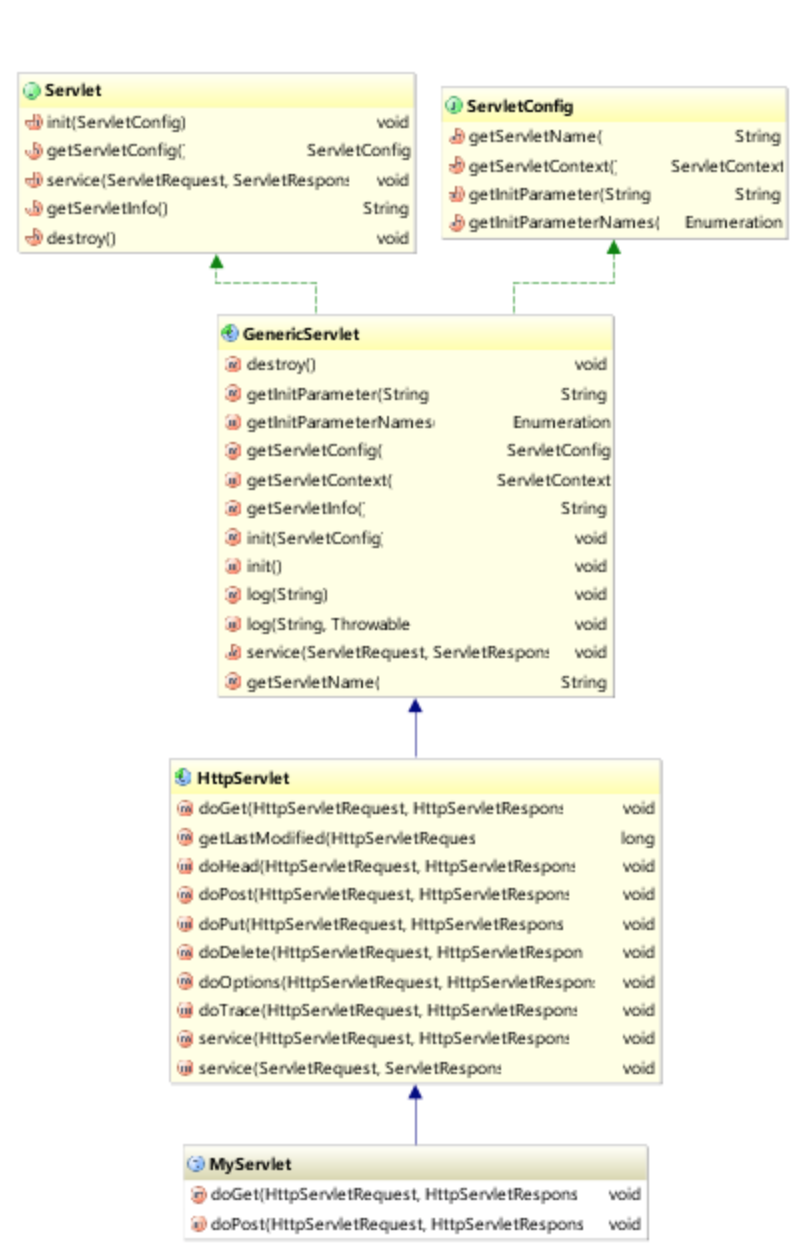 Servlet
init(ServletConfig) void
getServletConfig( ServletConfig
service(ServletRequest, ServletRespons void
getServletInfo() String
destroy() void
ServletConfig
getServletName( String
getServletContext( ServletContext
getInitParameter(String String
getInitParameterNames( Enumeration
GenericServlet
destroy() void
getInitParameter(String String
getInitParameterNames( Enumeration
getServletConfig( ServletConfig
getServletContext( ServletContext
getServletInfo( String
init(ServletConfig void
init() void
log(String) void
log(String, Throwable void
service(ServletRequest, ServletRespons void
getServletName( String
HttpServlet
doGet(HttpServletRequest, HttpServletRespons void
getLastModified(HttpServletReques long
doHead(HttpServletRequest, HttpServletRespons void
doPost(HttpServletRequest, HttpServletRespons void
doPut(HttpServletRequest, HttpServletRespons void
doDelete(HttpServletRequest, HttpServletRespon void
doOptions(HttpServletRequest, HttpServletRespon void
doTrace(HttpServletRequest, HttpServletRespons void
service(HttpServletRequest, HttpServletRespons void
service(ServletRequest, ServletRespons void
MyServlet
doGet(HttpServletRequest, HttpServletRespons void
doPost(HttpServletRequest, HttpServletRespons void